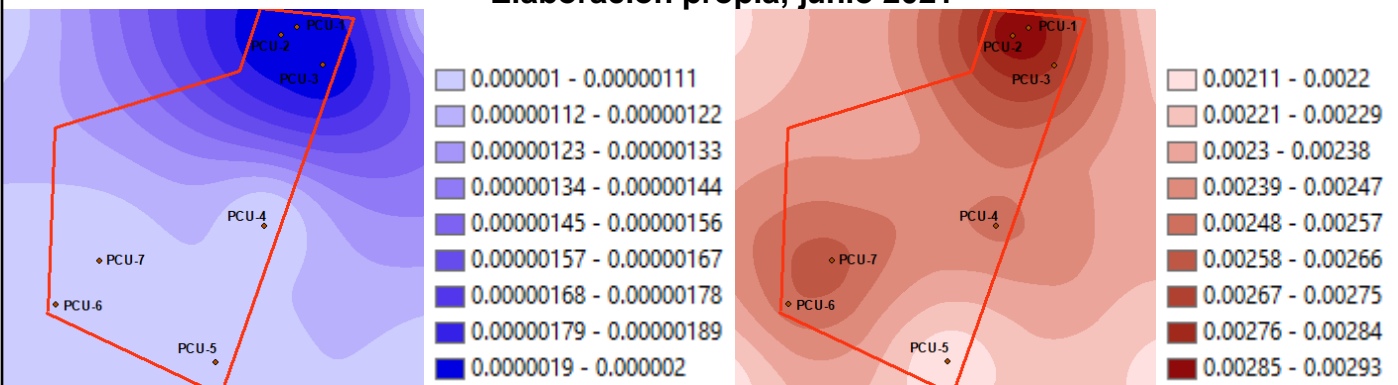 Elaboración propia, junio 2021
PCU-1
PCU-2
PCU-3
PCU-4
PCU-7
PCU-6
PCU-5
0.000001 - 0.00000111
0.00000112 - 0.00000122
0.00000123 - 0.00000133
0.00000134 - 0.00000144
0.00000145 - 0.00000156
0.00000157 - 0.00000167
0.00000168 - 0.00000178
0.00000179 - 0.00000189
0.0000019 - 0.000002
PCU-1
PCU-2
PCU-3
PCU-4
PCU-7
PCU-6
PCU-5
0.00211 - 0.0022
0.00221 - 0.00229
0.0023 - 0.00238
0.00239 - 0.00247
0.00248 - 0.00257
0.00258 - 0.00266
0.00267 - 0.00275
0.00276 - 0.00284
0.00285 - 0.00293